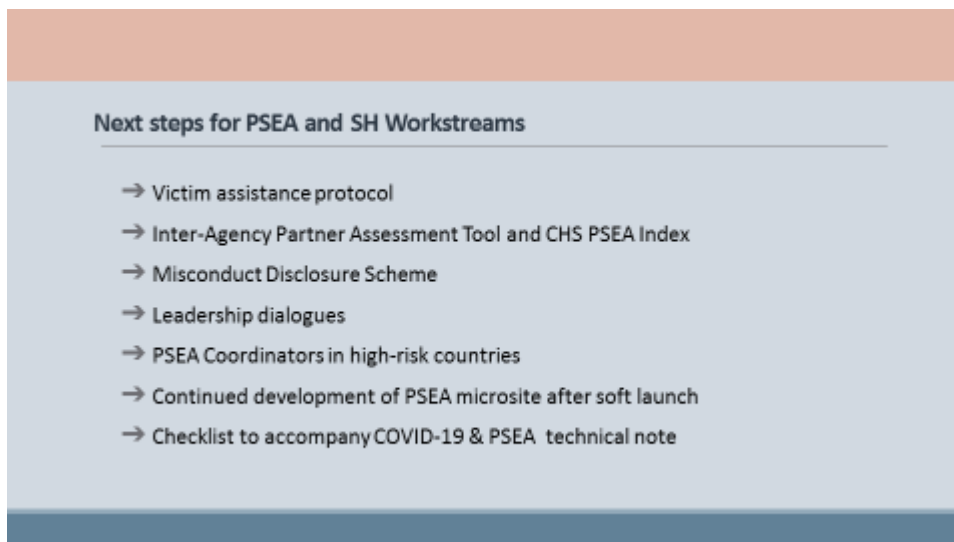 Next steps for PSEA and SH Workstreams
→ Victim assistance protocol
→ Inter-Agency Partner Assessment Tool and CHS PSEA Index
→ Misconduct Disclosure Scheme
→ Leadership dialogues
→ PSEA Coordinators in high-risk countries
→ Continued development of PSEA microsite after soft launch
→ Checklist to accompany COVID-19 & PSEA technical note